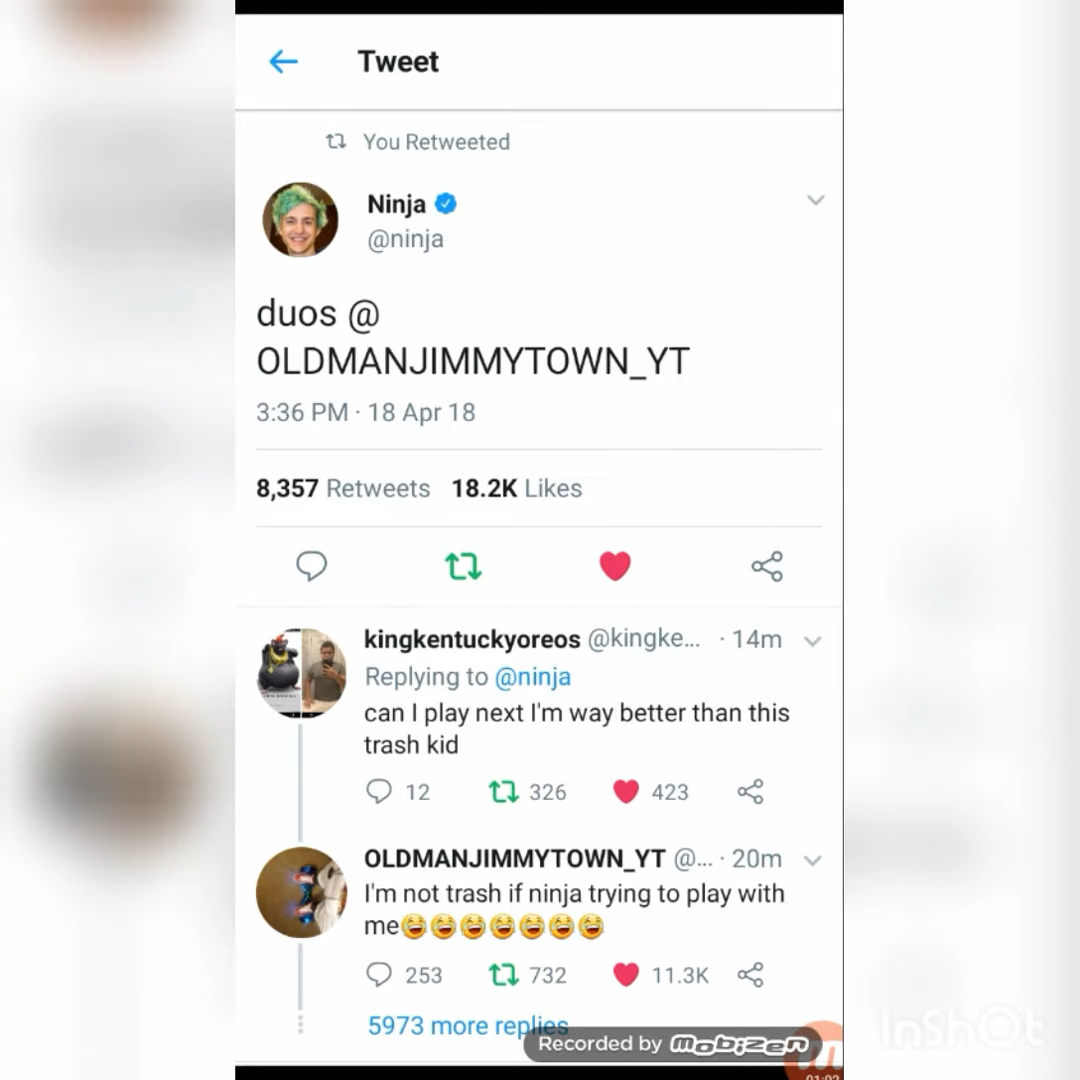 Tweet
You Retweeted
Ninja
@ninja
duos @
OLDMANJIMMYTOWN_YT
3:36 PM · 18 Apr 18
8,357 Retweets 18.2K Likes
kingkentuckyoreos @kingke... · 14m
Replying to @ninja
can I play next I'm way better than this
trash kid
12 326 423
OLDMANJIMMYTOWN_YT @... · 20m
I'm not trash if ninja trying to play with
me😂😂😂😂😂😂😂
253 732 11.3K
5973 more replies
Recorded by mobizen
InShOt